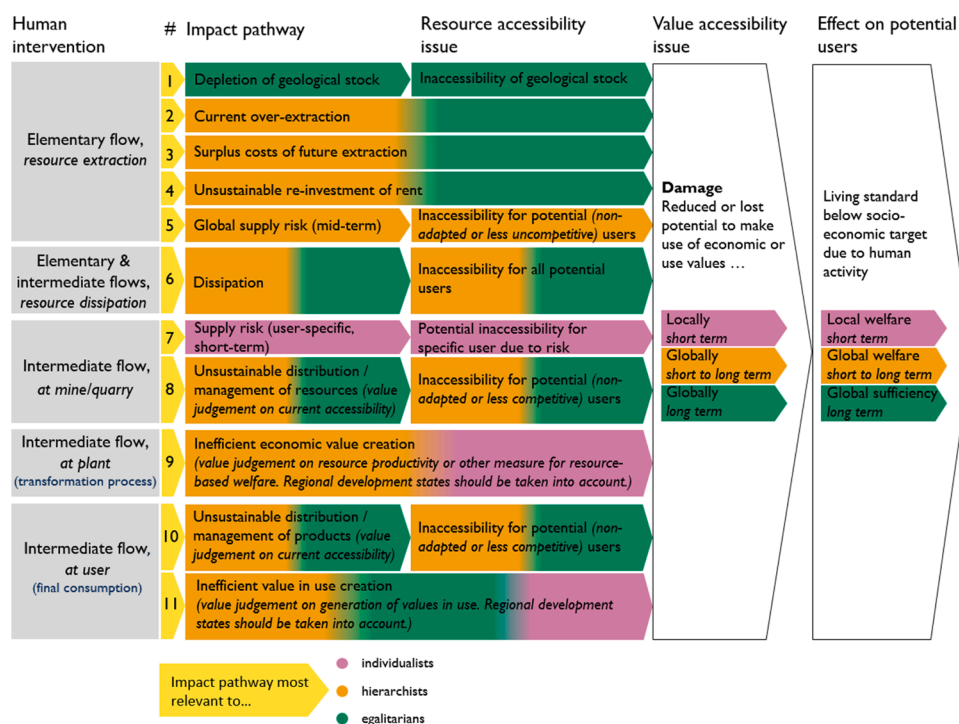 Human
intervention
# Impact pathway
Resource accessibility
issue
Value accessibility
issue
Effect on potential
users
Elementary flow,
resource extraction
1
Depletion of geological stock
Inaccessibility of geological stock
2
Current over-extraction
3
Surplus costs of future extraction
4
Unsustainable re-investment of rent
5
Global supply risk (mid-term)
Inaccessibility for potential (non-
adapted or less uncompetitive) users
Elementary &
intermediate flows,
resource dissipation
6
Dissipation
Inaccessibility for all potential
users
Intermediate flow,
at mine/quarry
7
Supply risk (user-specific,
short-term)
Potential inaccessibility for
specific user due to risk
8
Unsustainable distribution /
management of resources (value
judgement on current accessibility)
Inaccessibility for potential (non-
adapted or less competitive) users
Intermediate flow,
at plant
(transformation process)
9
Inefficient economic value creation
(value judgement on resource productivity or other measure for resource-
based welfare. Regional development states should be taken into account.)
Intermediate flow,
at user
(final consumption)
10
Unsustainable distribution /
management of products (value
judgement on current accessibility)
Inaccessibility for potential (non-
adapted or less competitive) users
11
Inefficient value in use creation
(value judgement on generation of values in use. Regional development
states should be taken into account.)
Damage
Reduced or lost
potential to make
use of economic or
use values …
Locally
short term
Globally
short to long term
Globally
long term
Living standard
below socio-
economic target
due to human
activity
Local welfare
short term
Global welfare
short to long term
Global sufficiency
long term
Impact pathway most
relevant to...
individualists
hierarchists
egalitarians